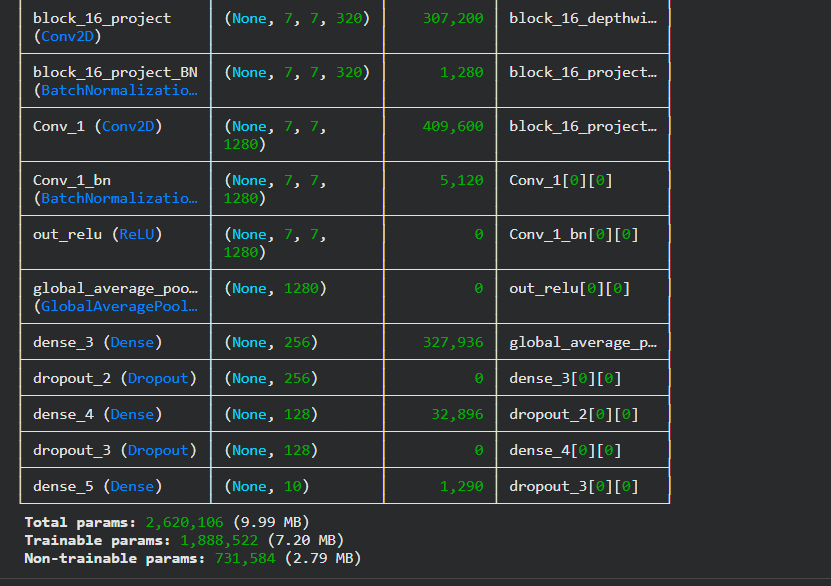 block_16_project (None, 7, 7, 320) 307,200 block_16_depthwi…
(Conv2D)
block_16_project_BN (None, 7, 7, 320) 1,280 block_16_project…
(BatchNormalizatio…
Conv_1 (Conv2D) (None, 7, 7, 409,600 block_16_project…
1280)
Conv_1_bn (None, 7, 7, 5,120 Conv_1[0][0]
(BatchNormalizatio… 1280)
out_relu (ReLU) (None, 7, 7, 0 Conv_1_bn[0][0]
1280)
global_average_poo… (None, 1280) 0 out_relu[0][0]
(GlobalAveragePool…
dense_3 (Dense) (None, 256) 327,936 global_average_p…
dropout_2 (Dropout) (None, 256) 0 dense_3[0][0]
dense_4 (Dense) (None, 128) 32,896 dropout_2[0][0]
dropout_3 (Dropout) (None, 128) 0 dense_4[0][0]
dense_5 (Dense) (None, 10) 1,290 dropout_3[0][0]
Total params: 2,620,106 (9.99 MB)
Trainable params: 1,888,522 (7.20 MB)
Non-trainable params: 731,584 (2.79 MB)